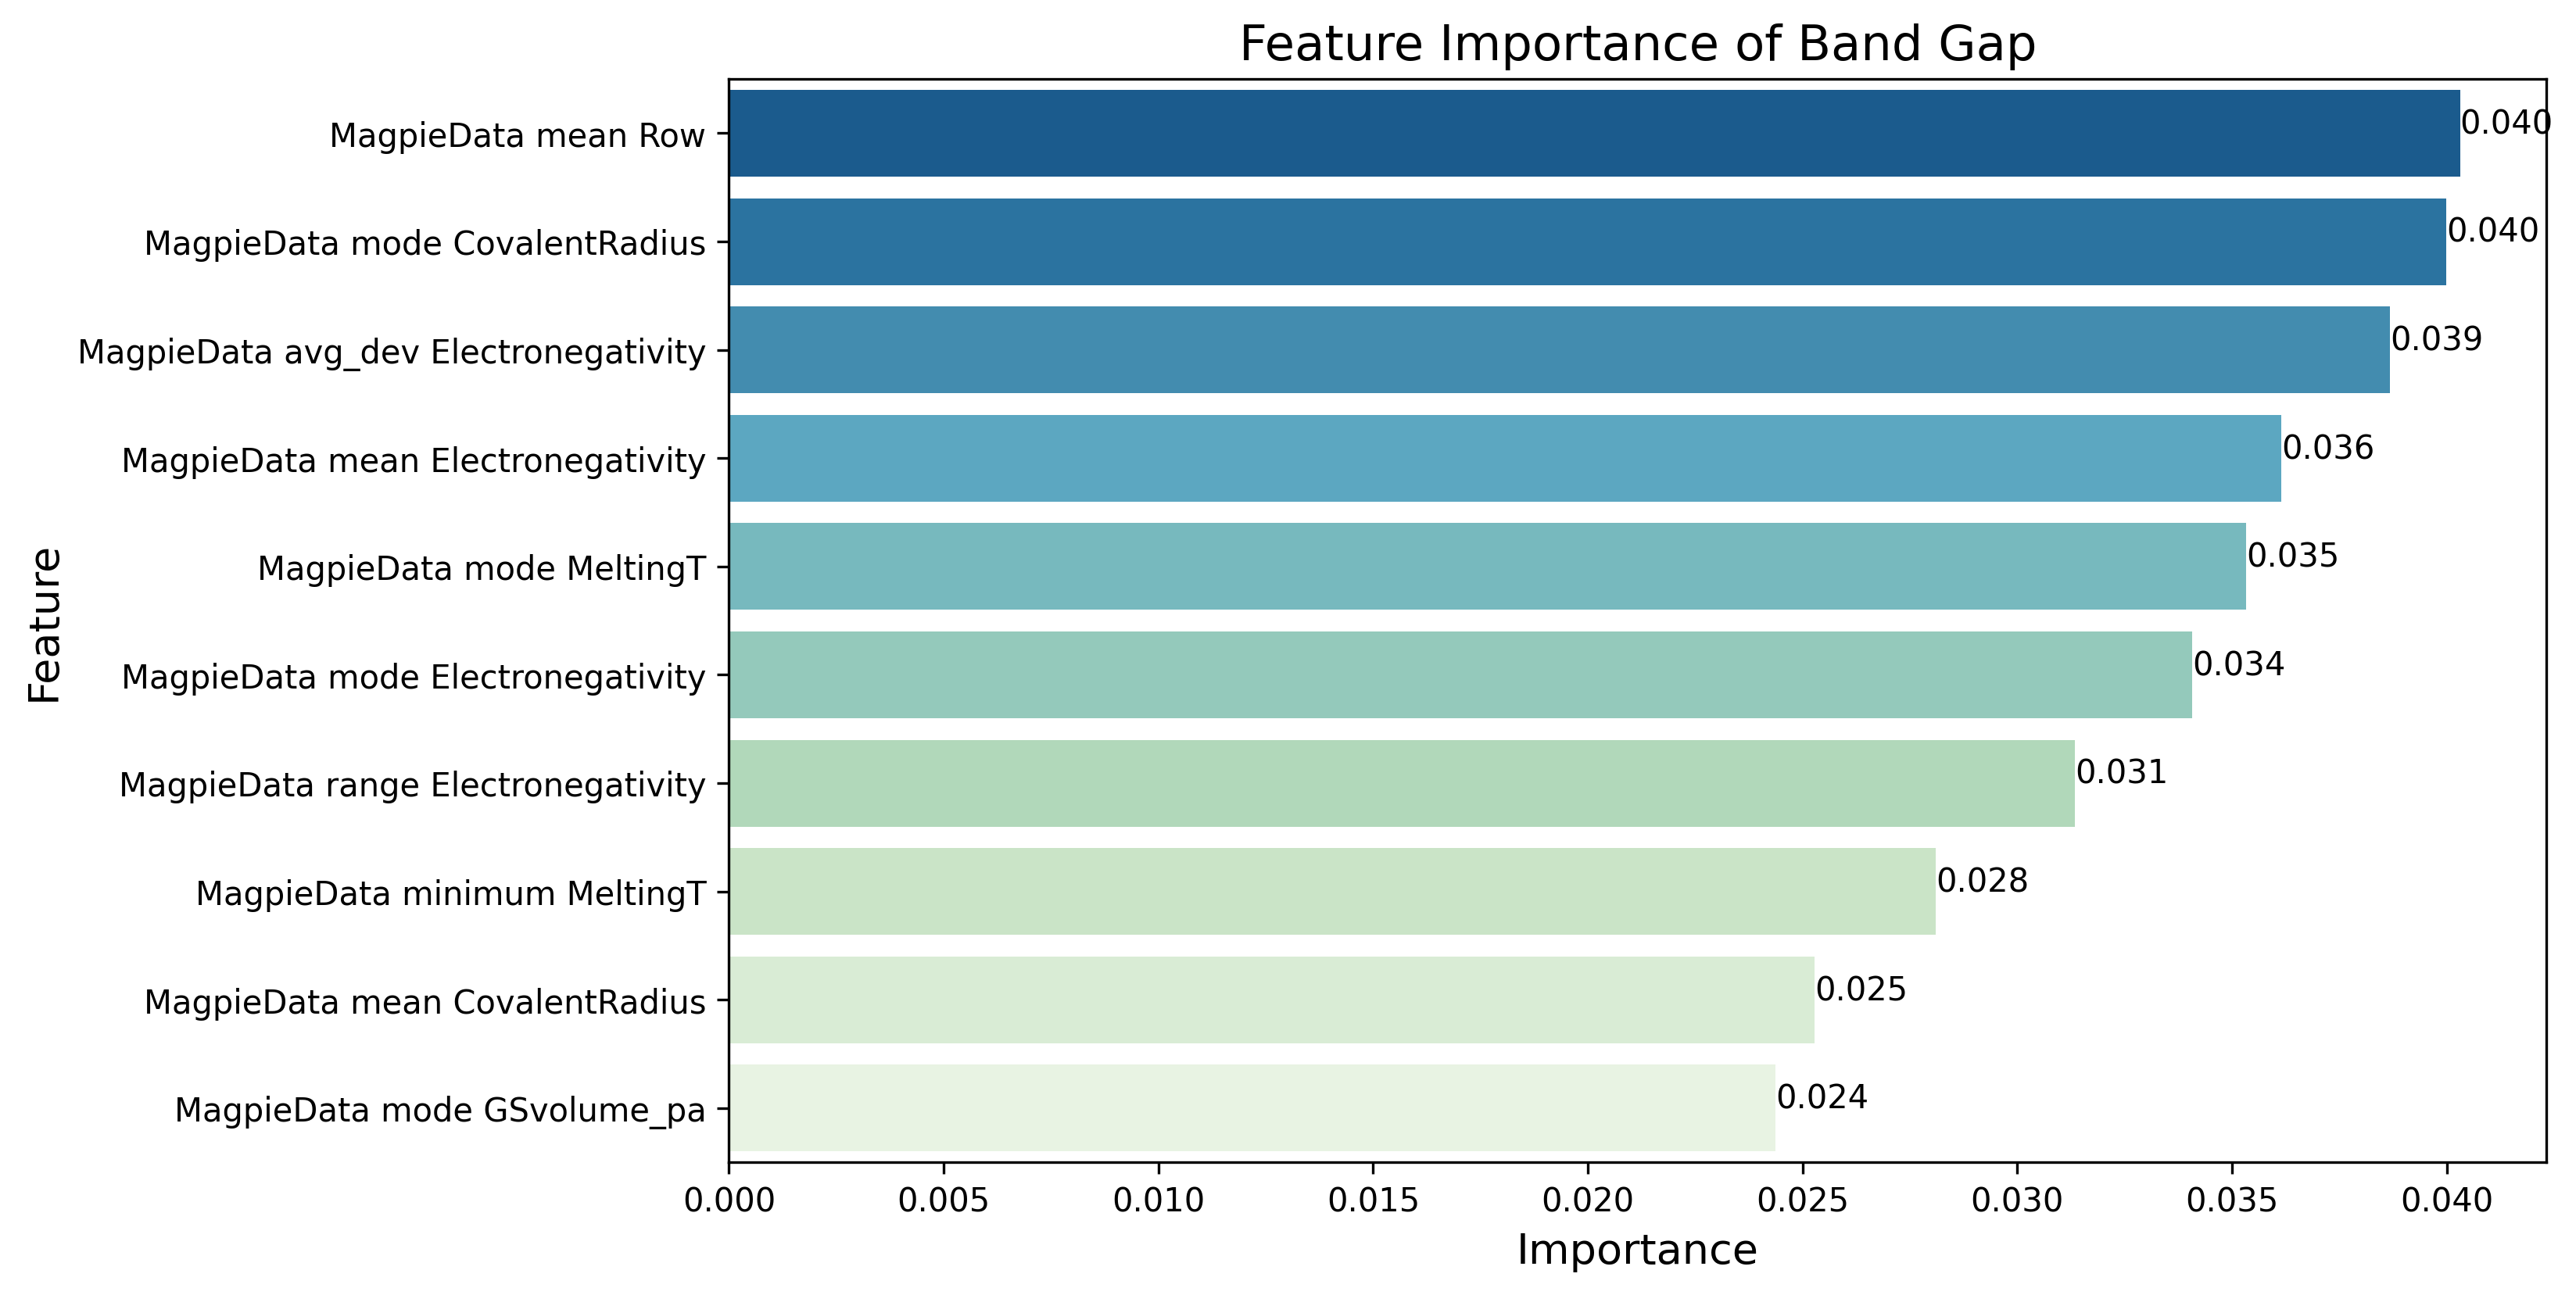 Feature Importance of Band Gap
Feature
MagpieData mean Row
0.040
MagpieData mode CovalentRadius
0.040
MagpieData avg_dev Electronegativity
0.039
MagpieData mean Electronegativity
0.036
MagpieData mode MeltingT
0.035
MagpieData mode Electronegativity
0.034
MagpieData range Electronegativity
0.031
MagpieData minimum MeltingT
0.028
MagpieData mean CovalentRadius
0.025
MagpieData mode GSvolume_pa
0.024
0.000 0.005 0.010 0.015 0.020 0.025 0.030 0.035 0.040
Importance